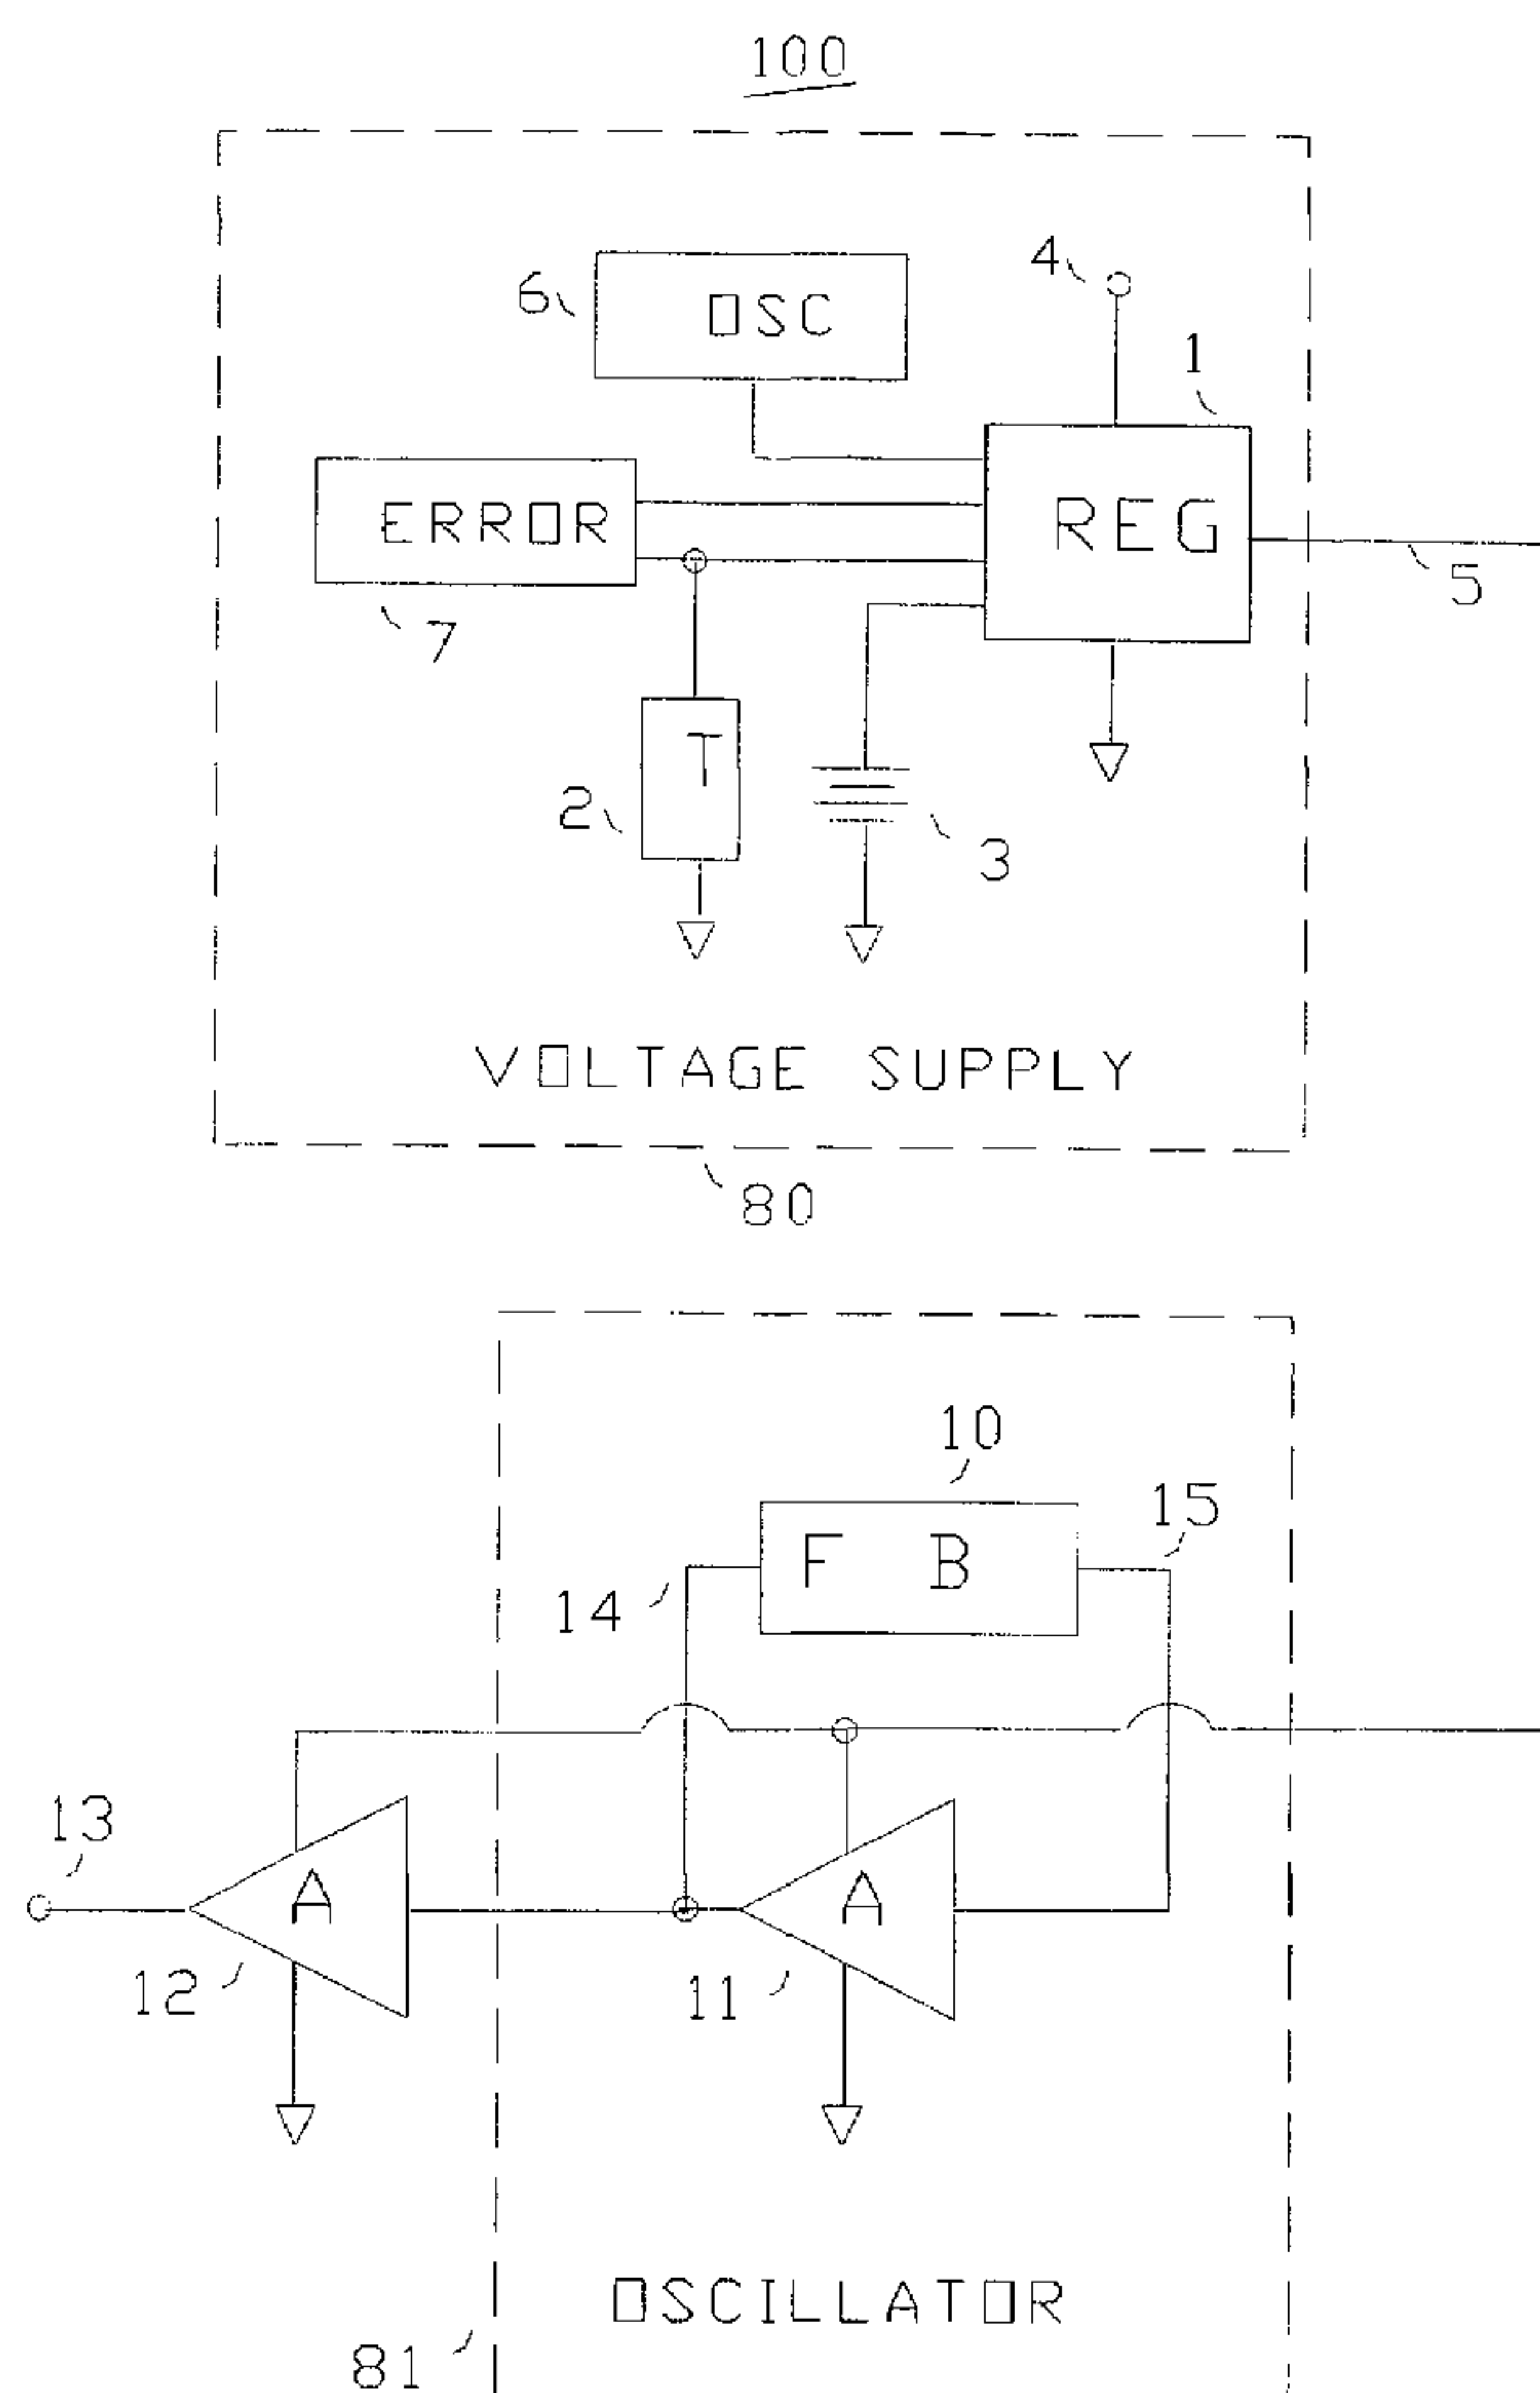 100
4
6
OSC
1
ERROR
REG
5
7
T
2
3
VOLTAGE SUPPLY
80
10
15
F B
14
13
A
A
12
11
OSCILLATOR
81